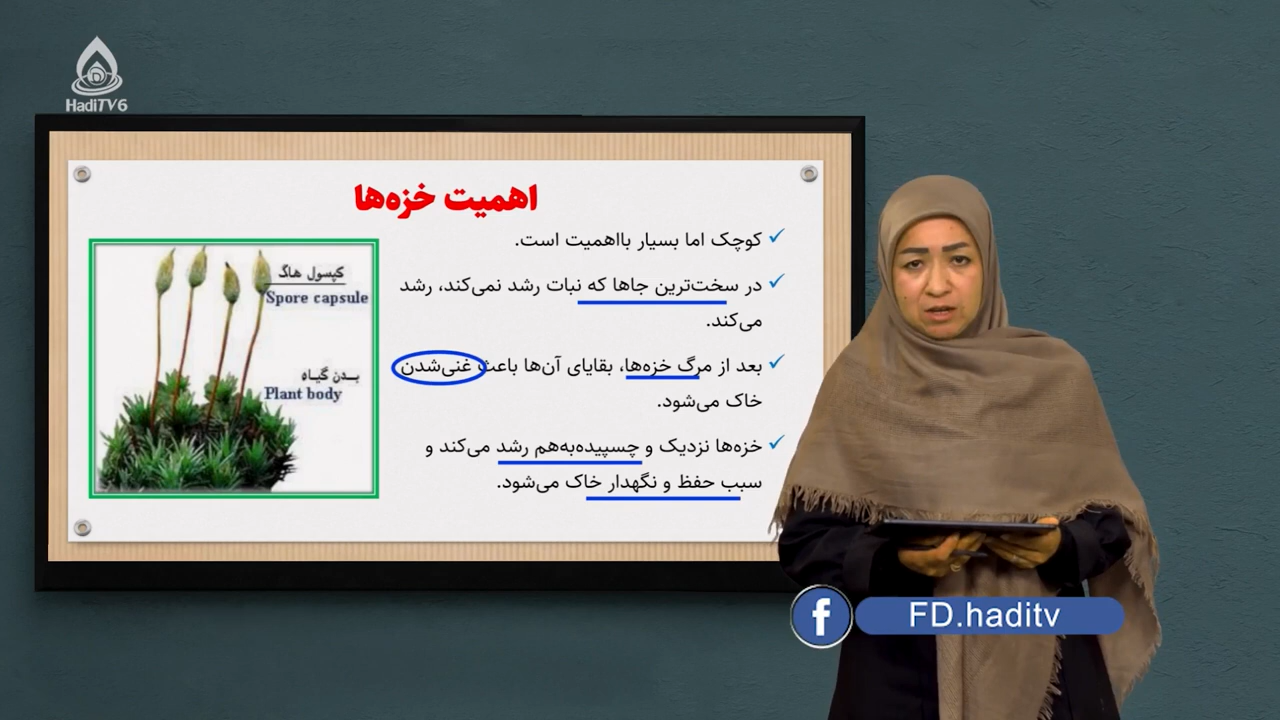 HadiTV6
اهمیت خزه‌ها
کوچک اما بسیار بااهمیت است.
در سخت‌ترین جاها که نبات رشد نمی‌کند، رشد
می‌کند.
بعد از مرگ خزه‌ها، بقایای آن‌ها باعث غنی‌شدن
خاک می‌شود.
خزه‌ها نزدیک و چسپیده‌به‌هم رشد می‌کند و
سبب حفظ و نگهدار خاک می‌شود.
کپسول هاگ
Spore capsule
بدن گیاه
Plant body
f FD.haditv